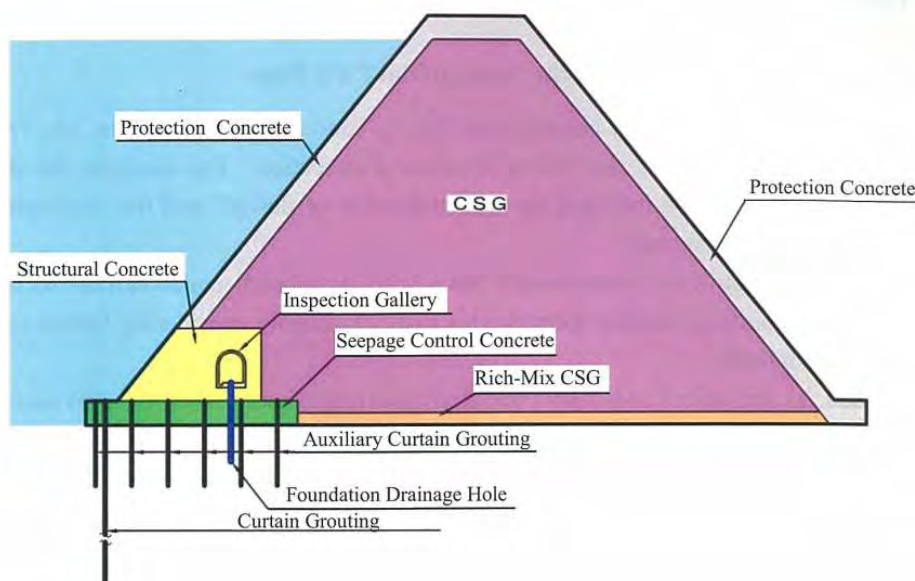 Protection Concrete
C S G
Protection Concrete
Structural Concrete
Inspection Gallery
Seepage Control Concrete
Rich-Mix CSG
Auxiliary Curtain Grouting
Foundation Drainage Hole
Curtain Grouting